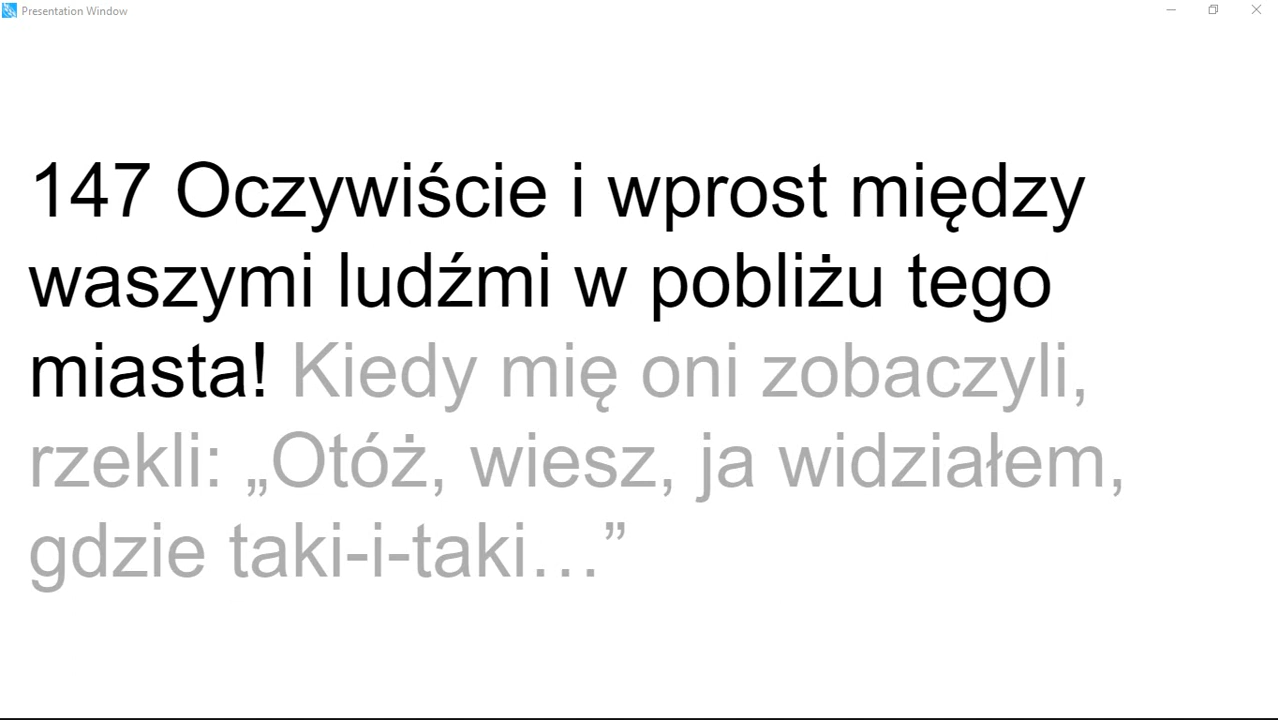 Presentation Window
147 Oczywiście i wprost między
waszymi ludźmi w pobliżu tego
miasta! Kiedy mię oni zobaczyli,
rzekli: „Otóż, wiesz, ja widziałem,
gdzie taki-i-taki…”